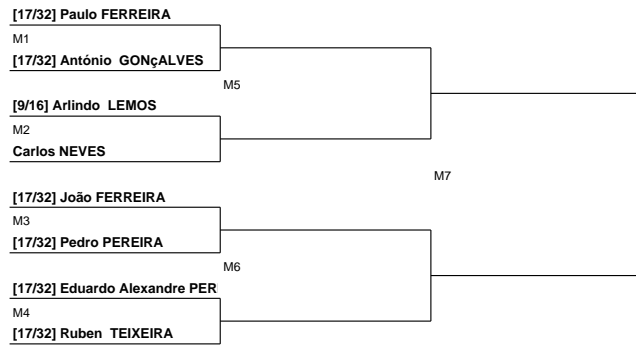 [17/32] Paulo FERREIRA
M1
[17/32] António GONçALVES
M5
[9/16] Arlindo LEMOS
M2
Carlos NEVES
M7
[17/32] João FERREIRA
M3
[17/32] Pedro PEREIRA
M6
[17/32] Eduardo Alexandre PER
M4
[17/32] Ruben TEIXEIRA